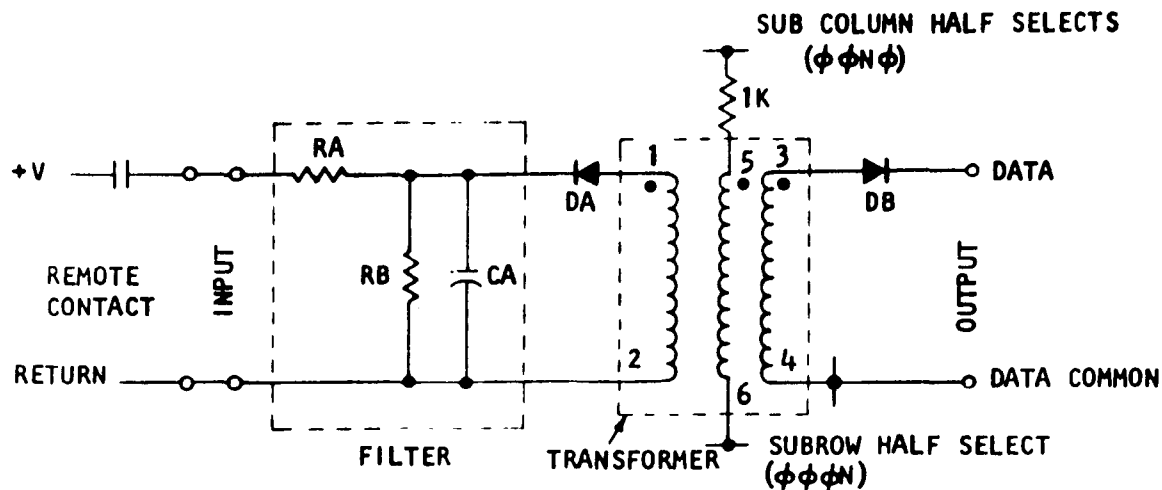 SUB COLUMN HALF SELECTS
(ϕϕNϕ)
1K
+V
RA
DA
1
5
3
DB
DATA
REMOTE
CONTACT
INPUT
RB
CA
OUTPUT
RETURN
2
4
6
DATA COMMON
FILTER
TRANSFORMER
SUBROW HALF SELECT
(ϕϕϕN)